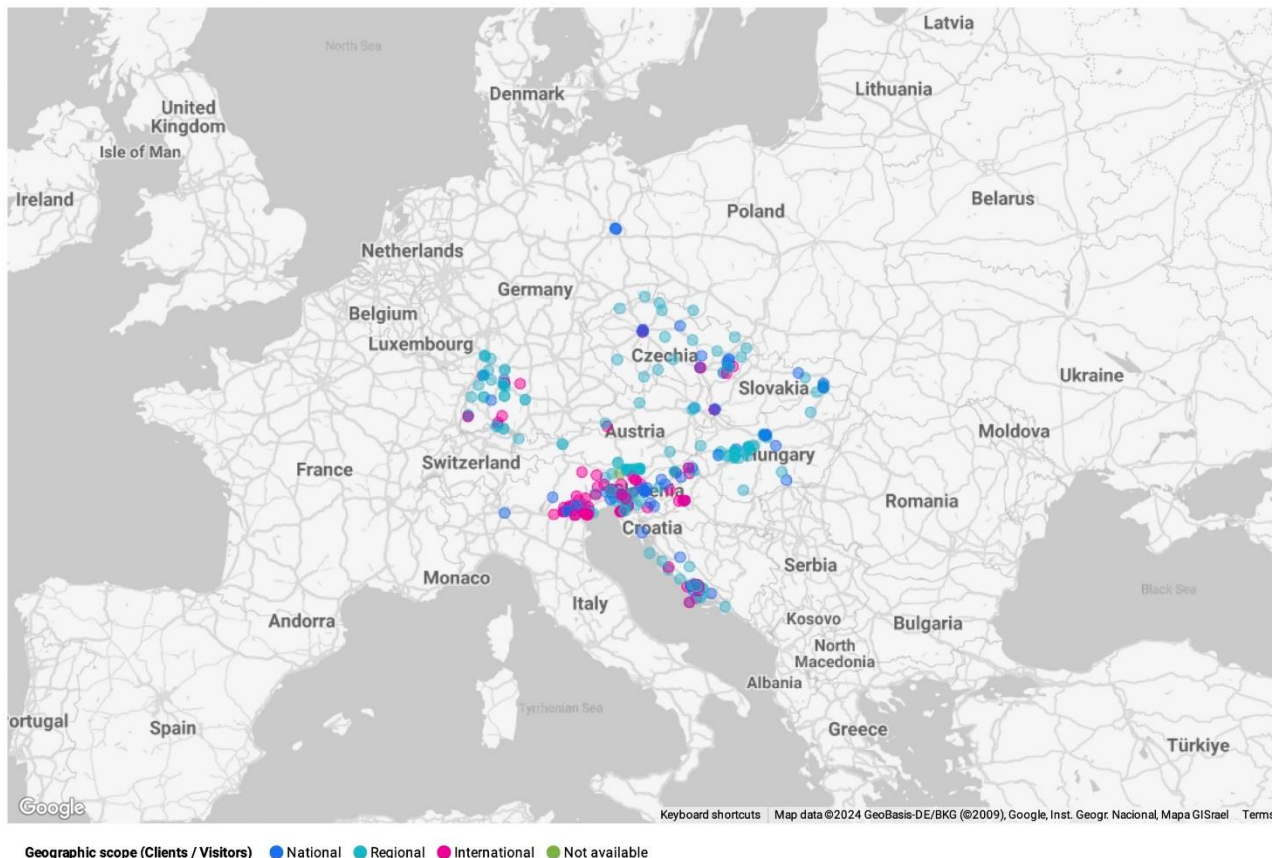 Latvia
North Sea
Denmark
Lithuania
United
Kingdom
Isle of Man
Ireland
Belarus
Poland
Netherlands
Germany
Belgium
Luxembourg
Czechia
Ukraine
Slovakia
Austria
Moldova
Hungary
Switzerland
France
Romania
Croatia
Serbia
Monaco
Italy
Black Sea
Andorra
Kosovo
Bulgaria
North
Macedonia
Albania
Tyrrhenian Sea
ortugal
Spain
Greece
Türkiye
Google
Keyboard shortcuts Map data ©2024 GeoBasis-DE/BKG (©2009), Google, Inst. Geogr. Nacional, Mapa GISrael Terms
Geographic scope (Clients / Visitors) National Regional International Not available